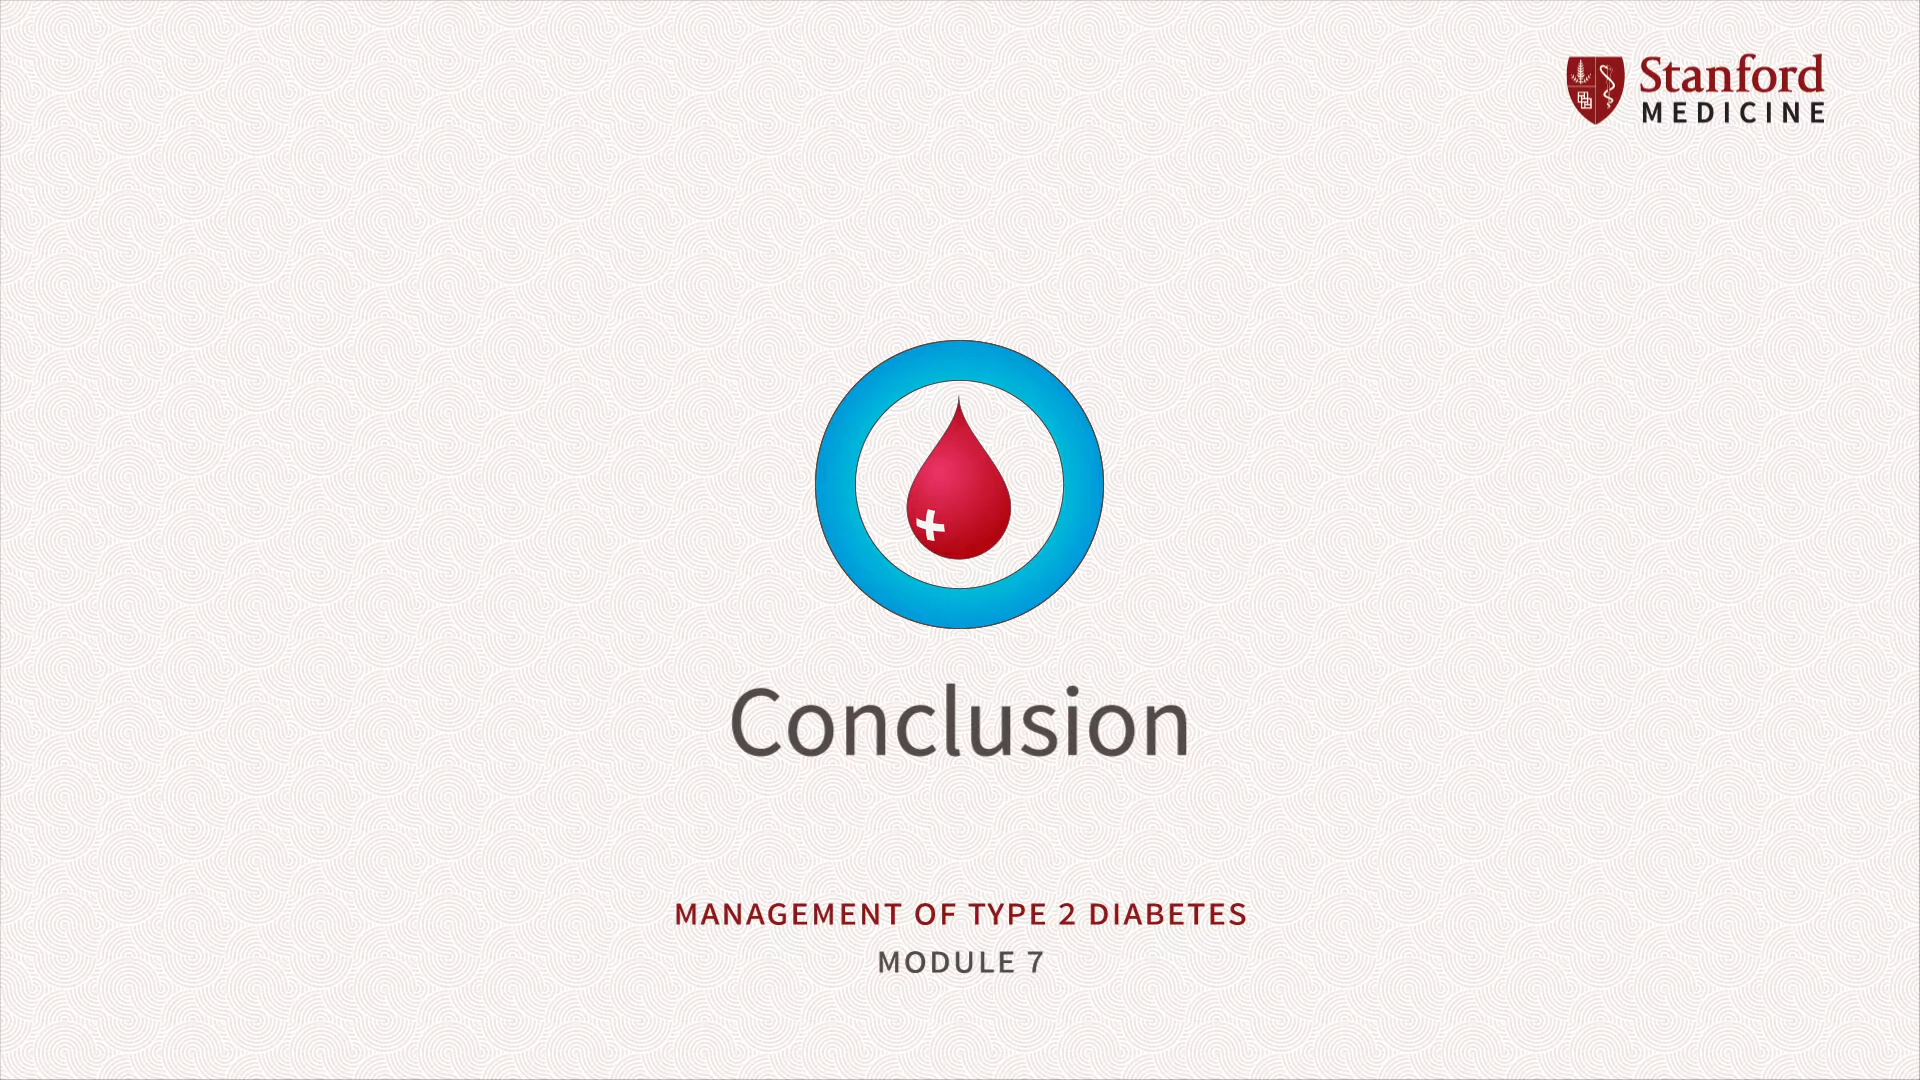 Stanford
MEDICINE
Conclusion
MANAGEMENT OF TYPE 2 DIABETES
MODULE 7